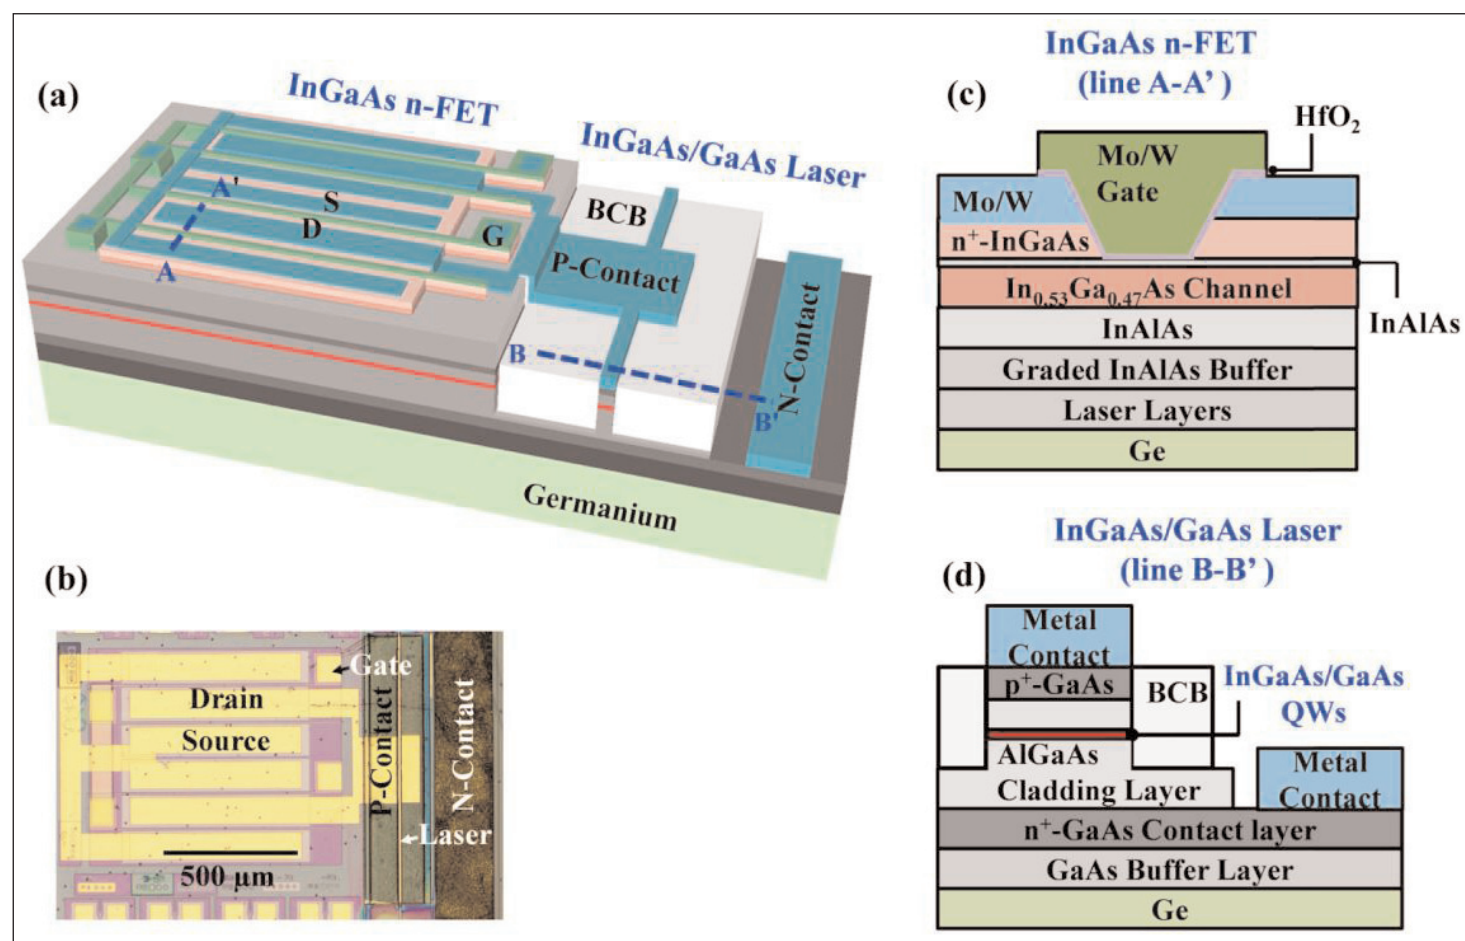 (a)
InGaAs n-FET
InGaAs/GaAs Laser
A'
S
D
G
A
BCB
P-Contact
N-Contact
B
B'
Germanium
(b)
Gate
Drain
Source
P-Contact
N-Contact
Laser
500 μm
InGaAs n-FET
(line A-A’ )
(c)
HfO₂
Mo/W
Gate
Mo/W
n⁺-InGaAs
In₀.₅₃Ga₀.₄₇As Channel
InAlAs
InAlAs
Graded InAlAs Buffer
Laser Layers
Ge
InGaAs/GaAs Laser
(line B-B’ )
(d)
Metal
Contact
p⁺-GaAs
BCB
InGaAs/GaAs
QWs
AlGaAs
Cladding Layer
Metal
Contact
n⁺-GaAs Contact layer
GaAs Buffer Layer
Ge